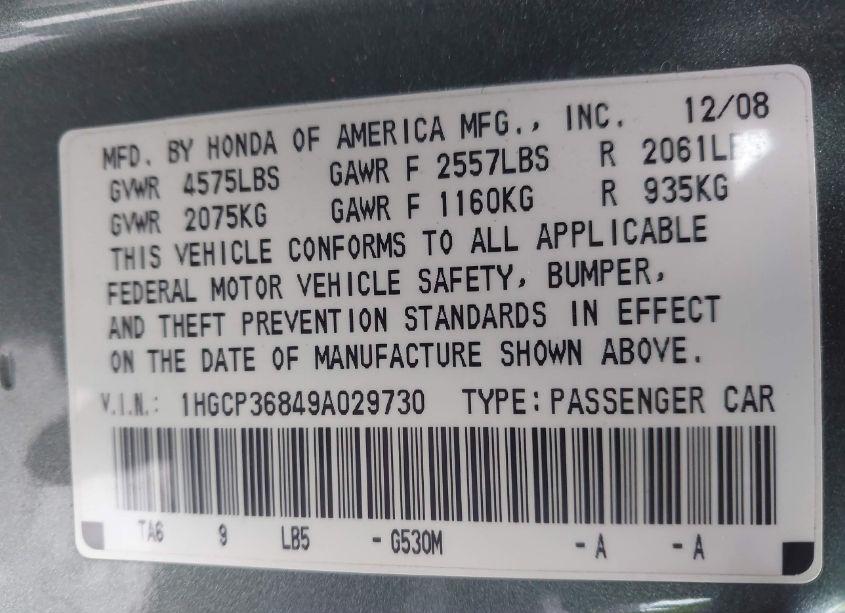 MFD. BY HONDA OF AMERICA MFG., INC. 12/08
GVWR 4575LBS GAWR F 2557LBS R 2061LBS
GVWR 2075KG GAWR F 1160KG R 935KG
THIS VEHICLE CONFORMS TO ALL APPLICABLE
FEDERAL MOTOR VEHICLE SAFETY, BUMPER,
AND THEFT PREVENTION STANDARDS IN EFFECT
ON THE DATE OF MANUFACTURE SHOWN ABOVE.
V.I.N.: 1HGCP36849A029730 TYPE: PASSENGER CAR
TA6 9 LB5 - G530M - A - A